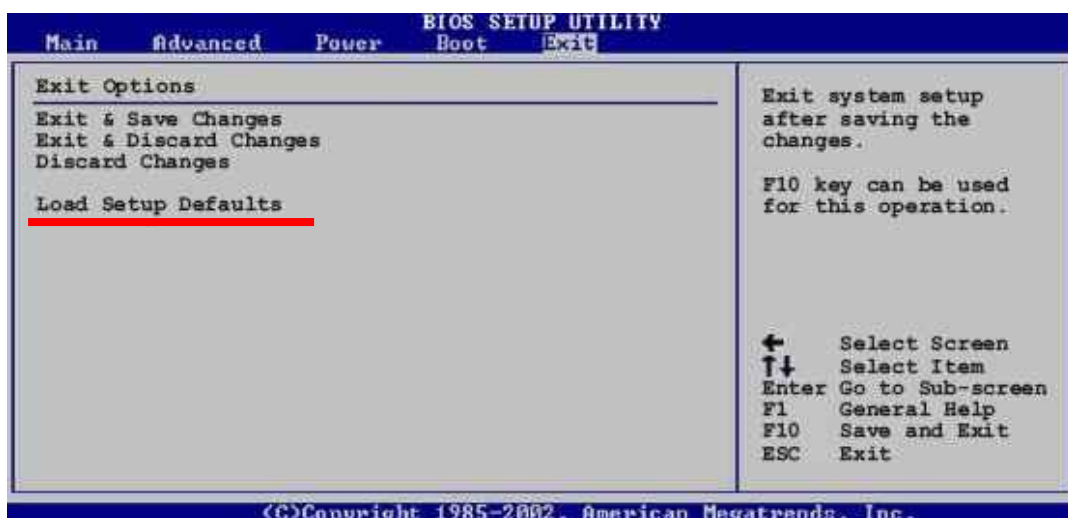 BIOS SETUP UTILITY
Main Advanced Power Boot Exit
Exit Options
Exit & Save Changes
Exit & Discard Changes
Discard Changes
Load Setup Defaults
Exit system setup
after saving the
changes.
F10 key can be used
for this operation.
← Select Screen
↑↓ Select Item
Enter Go to Sub-screen
F1 General Help
F10 Save and Exit
ESC Exit
(C)Copyright 1985-2002, American Megatrends, Inc.